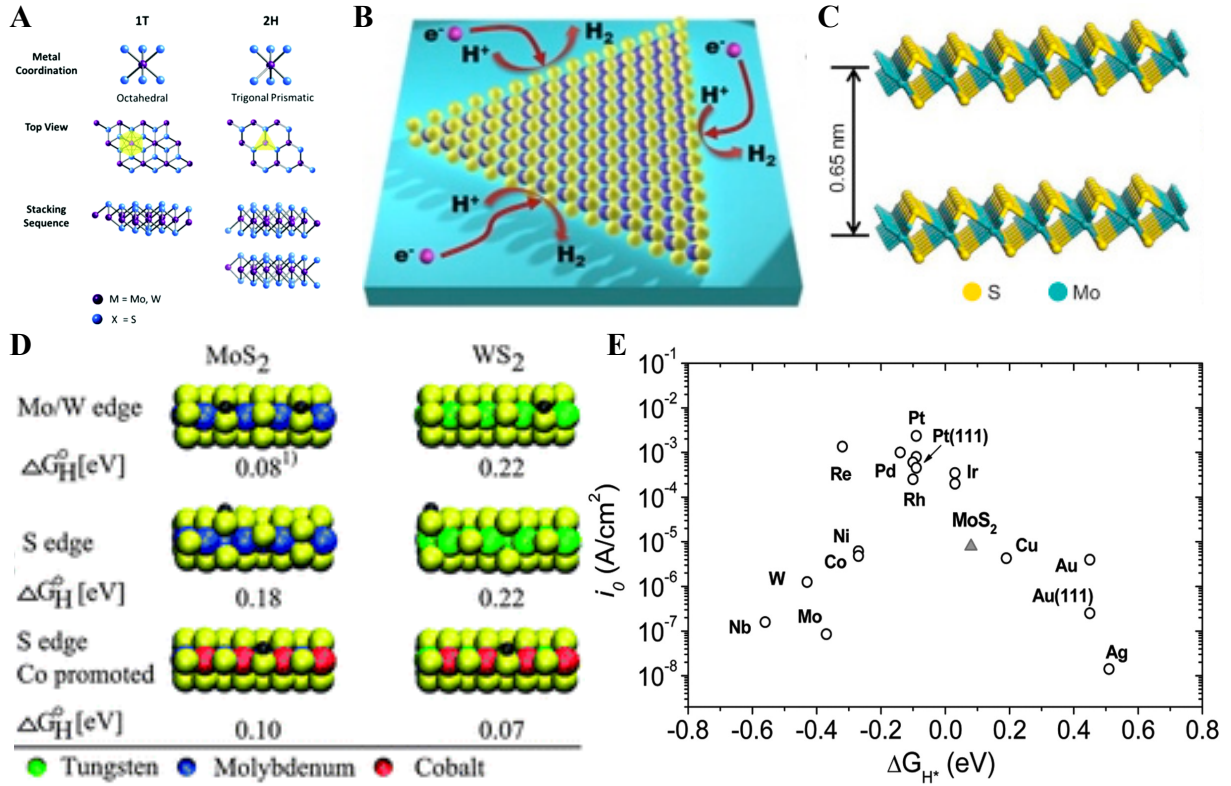 A
1T 2H
Metal
Coordination
Octahedral Trigonal Prismatic
Top View
Stacking
Sequence
M = Mo, W
X = S
B
e⁻
H⁺
H₂
e⁻
H⁺
H₂
H⁺
H₂
e⁻
C
0.65 nm
S Mo
D
MoS₂ WS₂
Mo/W edge
△G°H[eV] 0.08¹⁾ 0.22
S edge
△G°H[eV] 0.18 0.22
S edge
Co promoted
△G°H[eV] 0.10 0.07
Tungsten Molybdenum Cobalt
E
i₀ (A/cm²)
10⁻¹
10⁻²
10⁻³
10⁻⁴
10⁻⁵
10⁻⁶
10⁻⁷
10⁻⁸
Pt
Pt(111)
Re
Pd
Rh
Ir
MoS₂
Ni
Co
Cu
Au
W
Au(111)
Nb
Mo
Ag
-0.8 -0.6 -0.4 -0.2 0.0 0.2 0.4 0.6 0.8
ΔG_H* (eV)